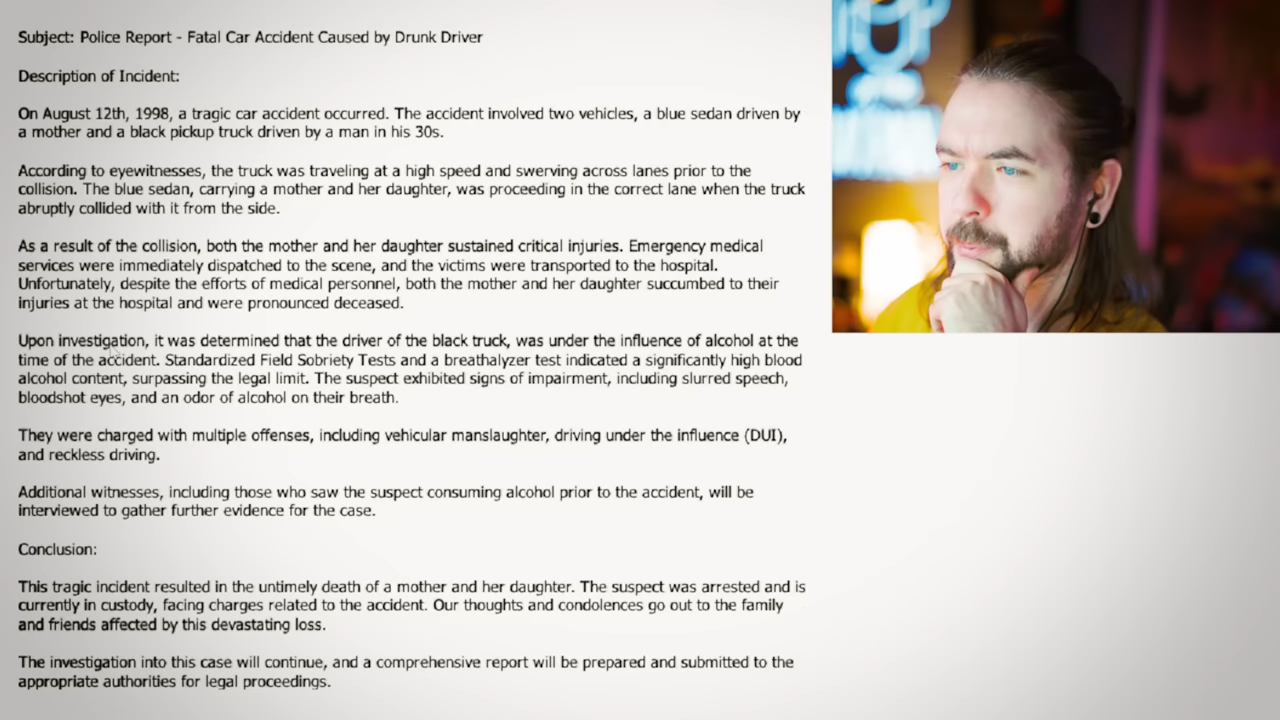 Subject: Police Report - Fatal Car Accident Caused by Drunk Driver
Description of Incident:
On August 12th, 1998, a tragic car accident occurred. The accident involved two vehicles, a blue sedan driven by
a mother and a black pickup truck driven by a man in his 30s.
According to eyewitnesses, the truck was traveling at a high speed and swerving across lanes prior to the
collision. The blue sedan, carrying a mother and her daughter, was proceeding in the correct lane when the truck
abruptly collided with it from the side.
As a result of the collision, both the mother and her daughter sustained critical injuries. Emergency medical
services were immediately dispatched to the scene, and the victims were transported to the hospital.
Unfortunately, despite the efforts of medical personnel, both the mother and her daughter succumbed to their
injuries at the hospital and were pronounced deceased.
Upon investigation, it was determined that the driver of the black truck, was under the influence of alcohol at the
time of the accident. Standardized Field Sobriety Tests and a breathalyzer test indicated a significantly high blood
alcohol content, surpassing the legal limit. The suspect exhibited signs of impairment, including slurred speech,
bloodshot eyes, and an odor of alcohol on their breath.
They were charged with multiple offenses, including vehicular manslaughter, driving under the influence (DUI),
and reckless driving.
Additional witnesses, including those who saw the suspect consuming alcohol prior to the accident, will be
interviewed to gather further evidence for the case.
Conclusion:
This tragic incident resulted in the untimely death of a mother and her daughter. The suspect was arrested and is
currently in custody, facing charges related to the accident. Our thoughts and condolences go out to the family
and friends affected by this devastating loss.
The investigation into this case will continue, and a comprehensive report will be prepared and submitted to the
appropriate authorities for legal proceedings.